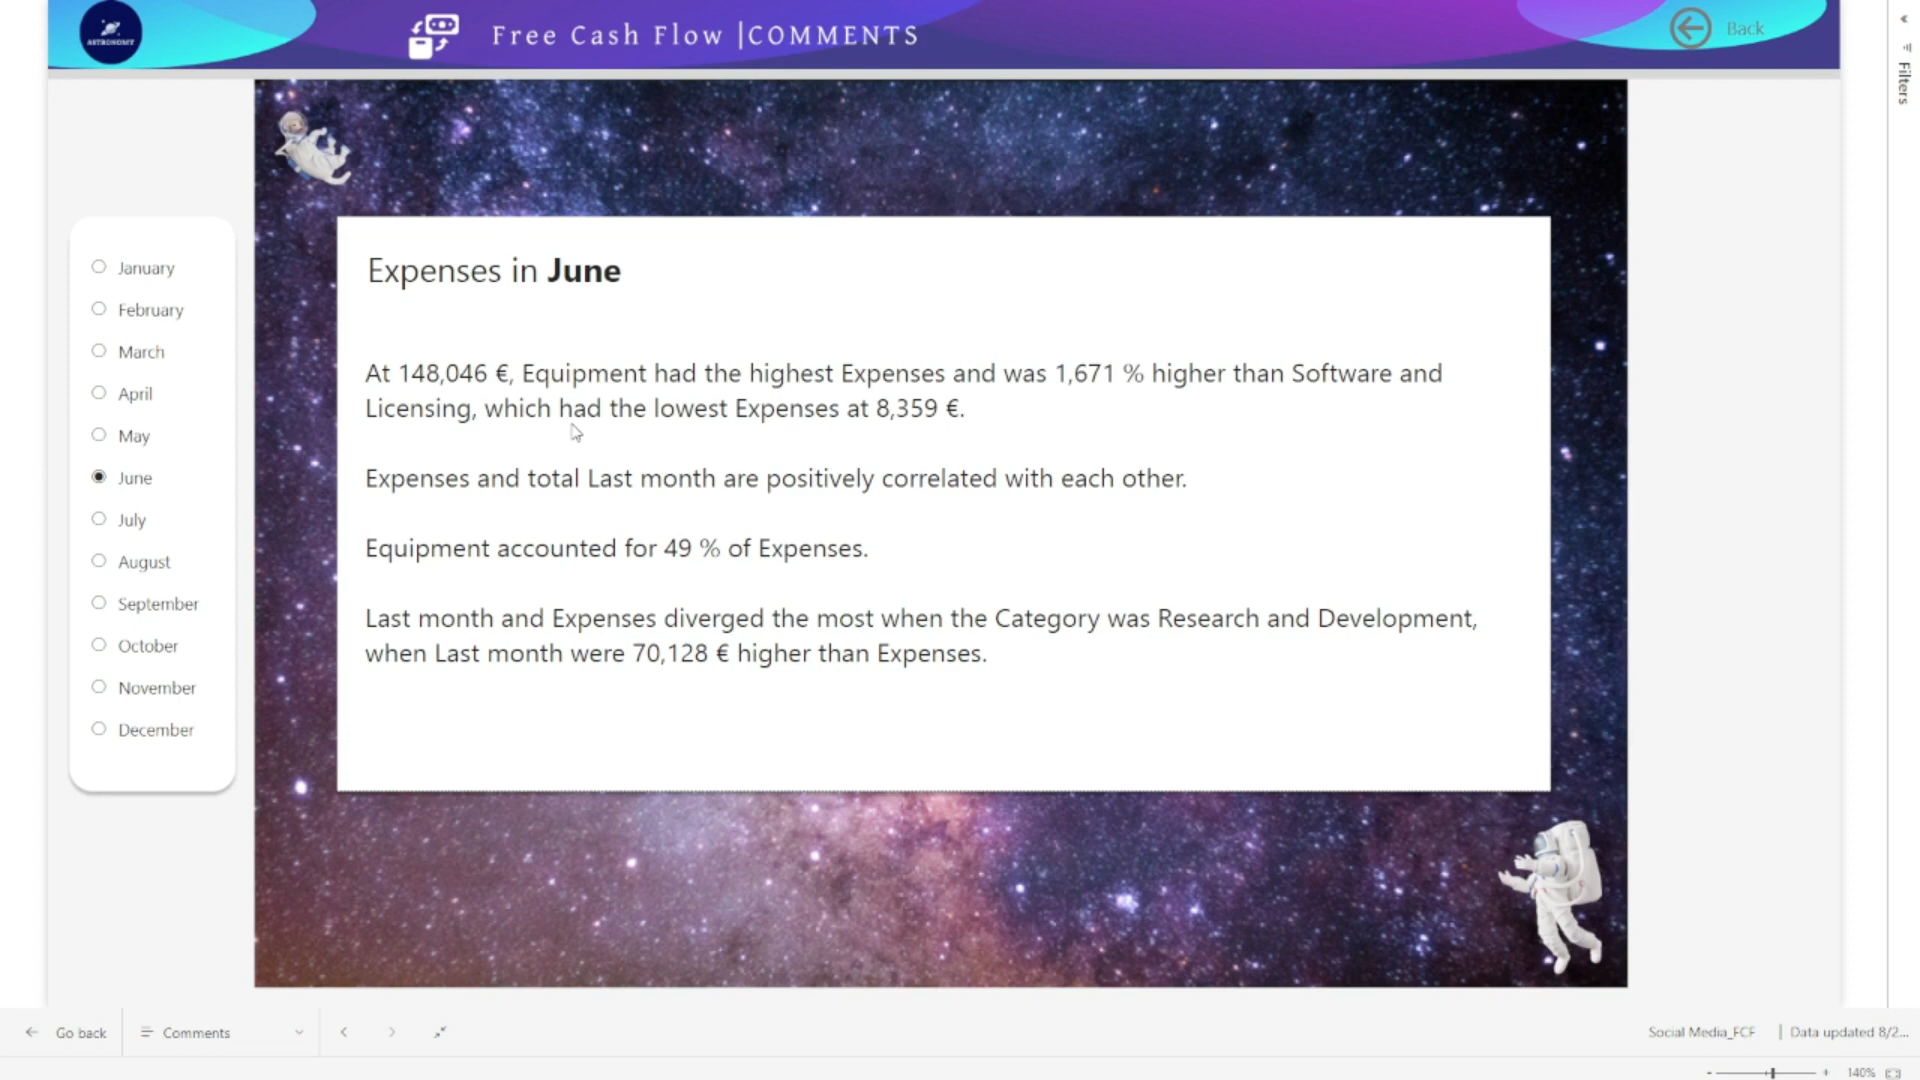 ASTRONOMY
Free Cash Flow |COMMENTS
Back
Filters
January
February
March
April
May
June
July
August
September
October
November
December
Expenses in June
At 148,046 €, Equipment had the highest Expenses and was 1,671 % higher than Software and
Licensing, which had the lowest Expenses at 8,359 €.
Expenses and total Last month are positively correlated with each other.
Equipment accounted for 49 % of Expenses.
Last month and Expenses diverged the most when the Category was Research and Development,
when Last month were 70,128 € higher than Expenses.
Go back
Comments
Social Media_FCF | Data updated 8/2...
- + 140%